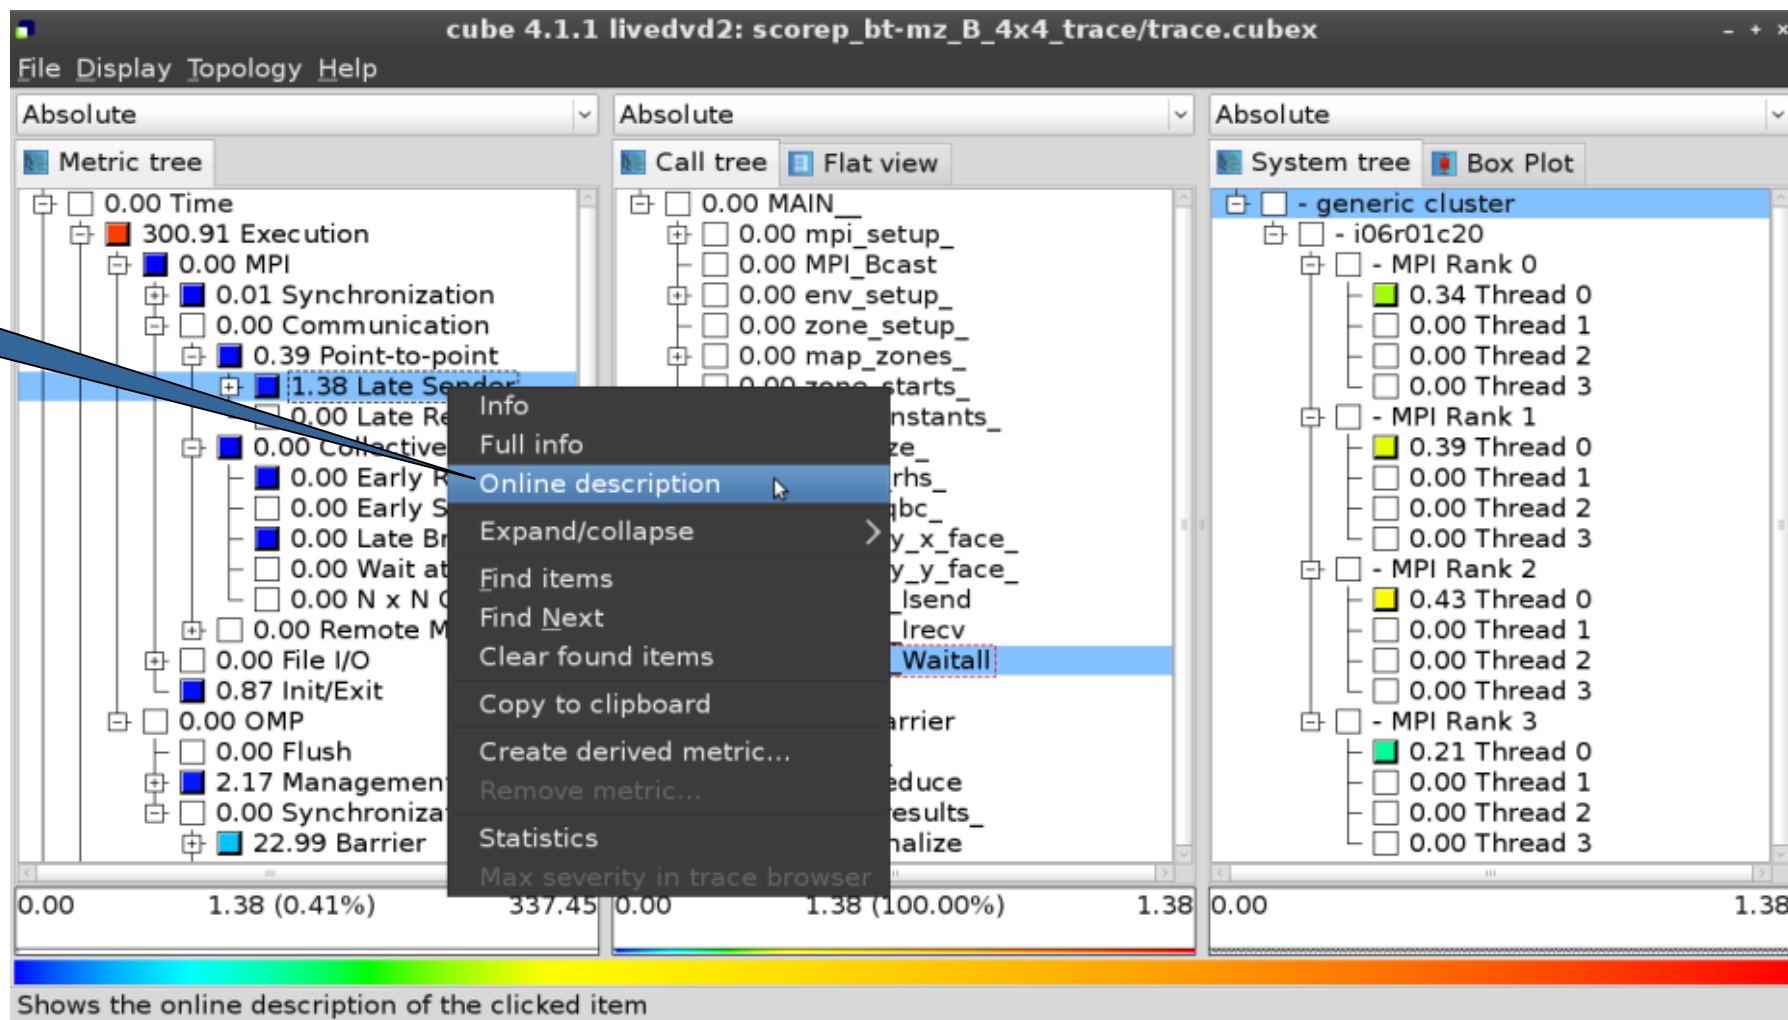 cube 4.1.1 livedvd2: scorep_bt-mz_B_4x4_trace/trace.cubex
File Display Topology Help
Absolute
Metric tree
0.00 Time
300.91 Execution
0.00 MPI
0.01 Synchronization
0.00 Communication
0.39 Point-to-point
1.38 Late Sender
0.00 Late Re
0.00 Collective
0.00 Early R
0.00 Early S
0.00 Late Br
0.00 Wait at
0.00 N x N
0.00 Remote M
0.00 File I/O
0.87 Init/Exit
0.00 OMP
0.00 Flush
2.17 Managemen
0.00 Synchroniza
22.99 Barrier
0.00 1.38 (0.41%) 337.45
Info
Full info
Online description
Expand/collapse
Find items
Find Next
Clear found items
Copy to clipboard
Create derived metric...
Remove metric...
Statistics
Max severity in trace browser
Absolute
Call tree Flat view
0.00 MAIN__
0.00 mpi_setup_
0.00 MPI_Bcast
0.00 env_setup_
0.00 zone_setup_
0.00 map_zones_
0.00 zone_starts_
nstants_
ze_
rhs_
qbc_
y_x_face_
y_y_face_
_Isend
_Irecv
_Waitall
arrier
educe
esults_
nalize
0.00 1.38 (100.00%) 1.38
Absolute
System tree Box Plot
- generic cluster
- i06r01c20
- MPI Rank 0
0.34 Thread 0
0.00 Thread 1
0.00 Thread 2
0.00 Thread 3
- MPI Rank 1
0.39 Thread 0
0.00 Thread 1
0.00 Thread 2
0.00 Thread 3
- MPI Rank 2
0.43 Thread 0
0.00 Thread 1
0.00 Thread 2
0.00 Thread 3
- MPI Rank 3
0.21 Thread 0
0.00 Thread 1
0.00 Thread 2
0.00 Thread 3
0.00 1.38
Shows the online description of the clicked item